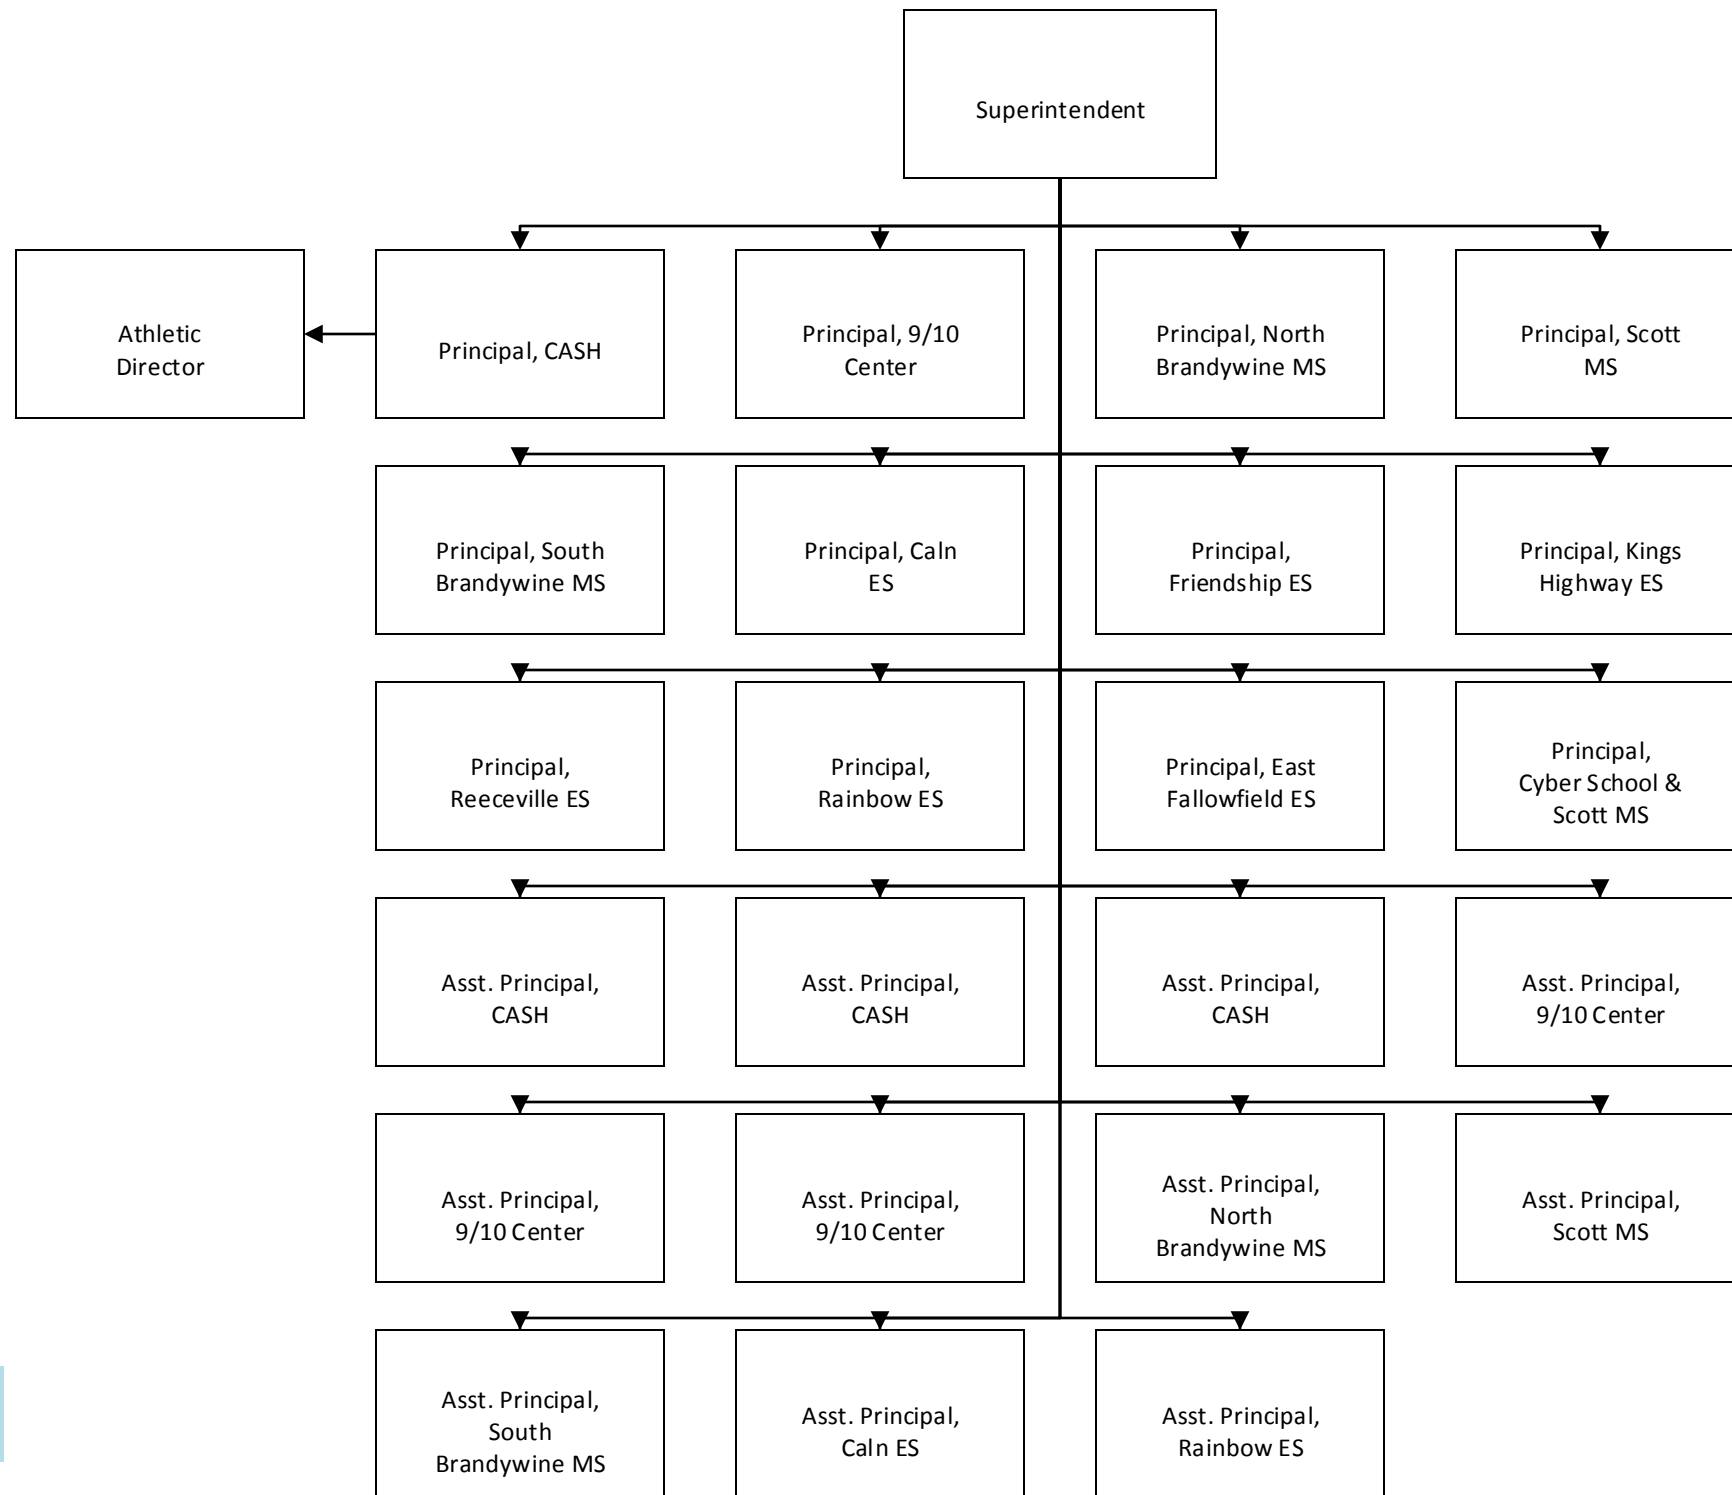 Superintendent
Athletic
Director
Principal, CASH
Principal, 9/10
Center
Principal, North
Brandywine MS
Principal, Scott
MS
Principal, South
Brandywine MS
Principal, Caln
ES
Principal,
Friendship ES
Principal, Kings
Highway ES
Principal,
Reeceville ES
Principal,
Rainbow ES
Principal, East
Fallowfield ES
Principal,
Cyber School &
Scott MS
Asst. Principal,
CASH
Asst. Principal,
CASH
Asst. Principal,
CASH
Asst. Principal,
9/10 Center
Asst. Principal,
9/10 Center
Asst. Principal,
9/10 Center
Asst. Principal,
North
Brandywine MS
Asst. Principal,
Scott MS
Asst. Principal,
South
Brandywine MS
Asst. Principal,
Caln ES
Asst. Principal,
Rainbow ES